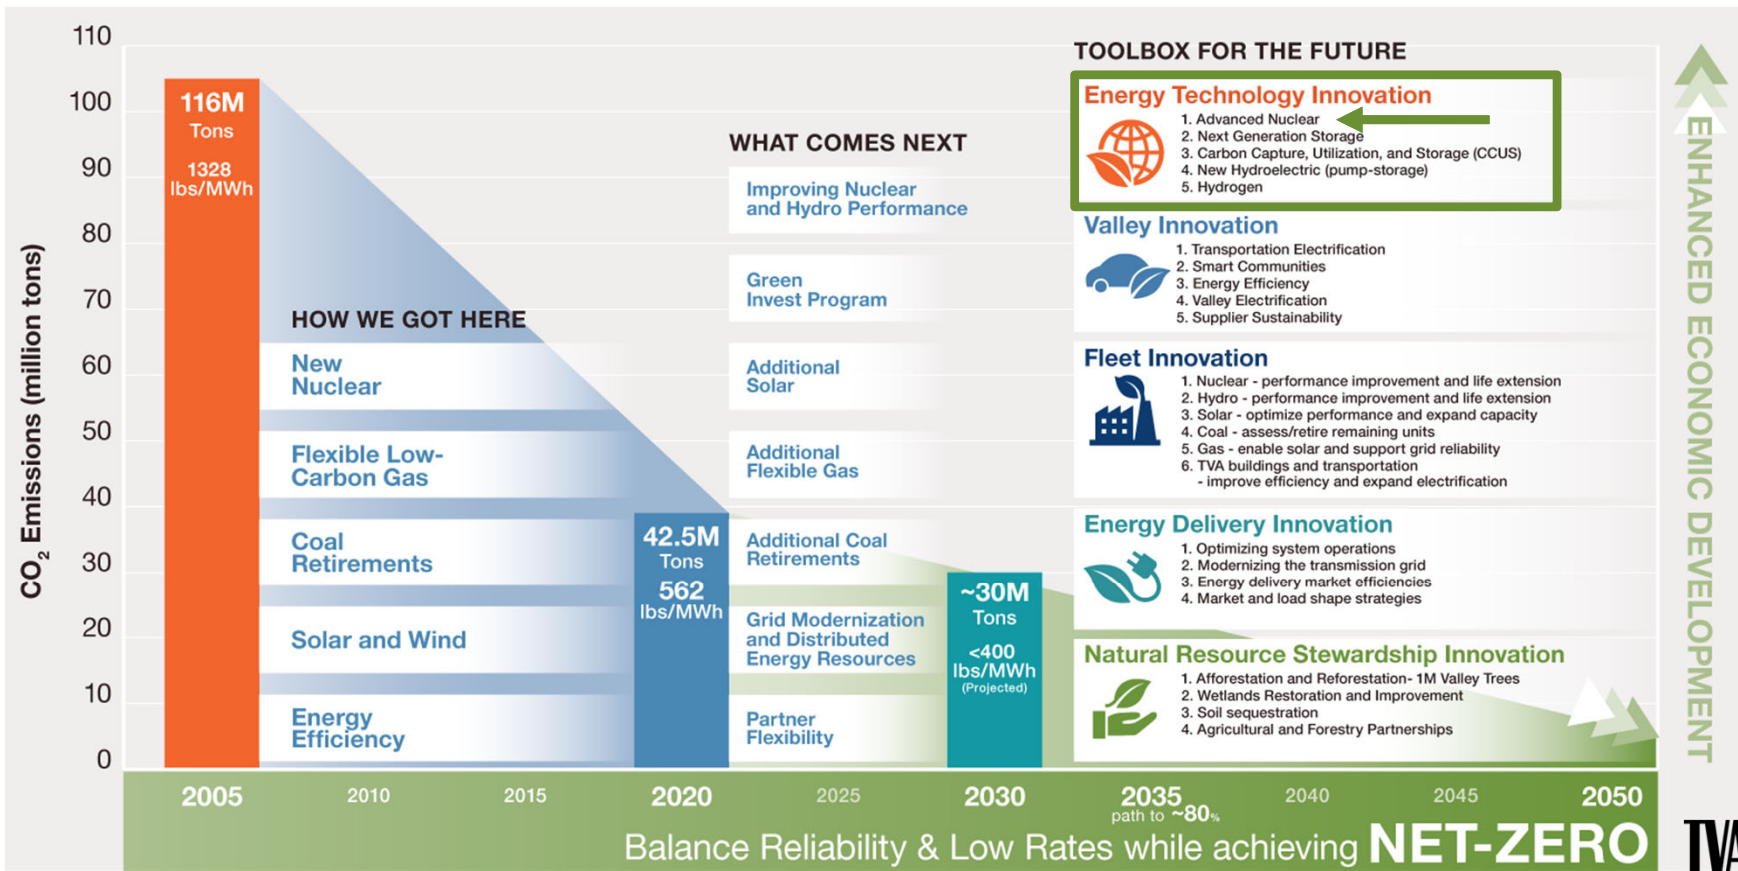 CO2 Emissions (million tons)
110
100
90
80
70
60
50
40
30
20
10
0
116M
Tons
1328
lbs/MWh
HOW WE GOT HERE
New
Nuclear
Flexible Low-
Carbon Gas
Coal
Retirements
Solar and Wind
Energy
Efficiency
42.5M
Tons
562
lbs/MWh
WHAT COMES NEXT
Improving Nuclear
and Hydro Performance
Green
Invest Program
Additional
Solar
Additional
Flexible Gas
Additional Coal
Retirements
Grid Modernization
and Distributed
Energy Resources
Partner
Flexibility
~30M
Tons
<400
lbs/MWh
(Projected)
TOOLBOX FOR THE FUTURE
Energy Technology Innovation
1. Advanced Nuclear
2. Next Generation Storage
3. Carbon Capture, Utilization, and Storage (CCUS)
4. New Hydroelectric (pump-storage)
5. Hydrogen
Valley Innovation
1. Transportation Electrification
2. Smart Communities
3. Energy Efficiency
4. Valley Electrification
5. Supplier Sustainability
Fleet Innovation
1. Nuclear - performance improvement and life extension
2. Hydro - performance improvement and life extension
3. Solar - optimize performance and expand capacity
4. Coal - assess/retire remaining units
5. Gas - enable solar and support grid reliability
6. TVA buildings and transportation
- improve efficiency and expand electrification
Energy Delivery Innovation
1. Optimizing system operations
2. Modernizing the transmission grid
3. Energy delivery market efficiencies
4. Market and load shape strategies
Natural Resource Stewardship Innovation
1. Afforestation and Reforestation- 1M Valley Trees
2. Wetlands Restoration and Improvement
3. Soil sequestration
4. Agricultural and Forestry Partnerships
ENHANCED ECONOMIC DEVELOPMENT
2005 2010 2015 2020 2025 2030 2035 2040 2045 2050
path to ~80%
Balance Reliability & Low Rates while achieving NET-ZERO
TVA